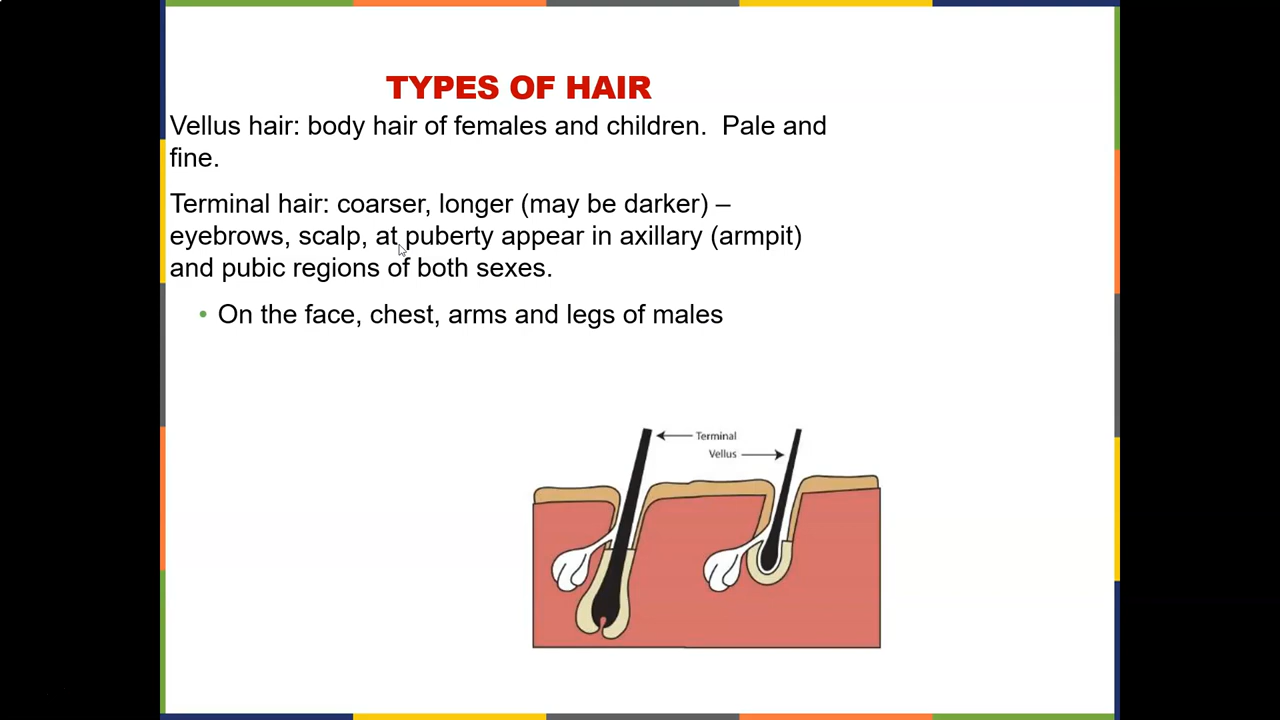 TYPES OF HAIR
Vellus hair: body hair of females and children.  Pale and
fine.
Terminal hair: coarser, longer (may be darker) –
eyebrows, scalp, at puberty appear in axillary (armpit)
and pubic regions of both sexes.
• On the face, chest, arms and legs of males
Terminal
Vellus